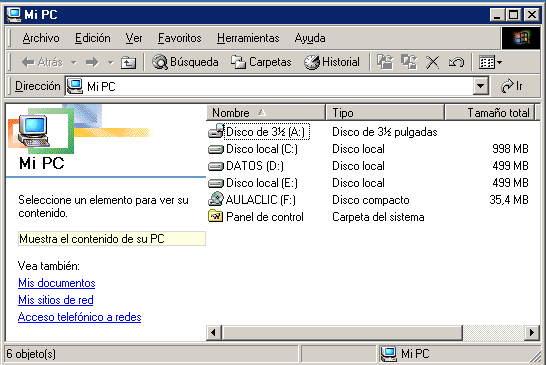 Mi PC
Archivo Edición Ver Favoritos Herramientas Ayuda
Atrás Búsqueda Carpetas Historial
Dirección Mi PC Ir
Nombre Tipo Tamaño total
Disco de 3½ (A:) Disco de 3½ pulgadas
Disco local (C:) Disco local 998 MB
DATOS (D:) Disco local 499 MB
Disco local (E:) Disco local 499 MB
AULACLIC (F:) Disco compacto 35,4 MB
Panel de control Carpeta del sistema
Mi PC
Seleccione un elemento para ver su
contenido.
Muestra el contenido de su PC
Vea también:
Mis documentos
Mis sitios de red
Acceso telefónico a redes
6 objeto(s) Mi PC